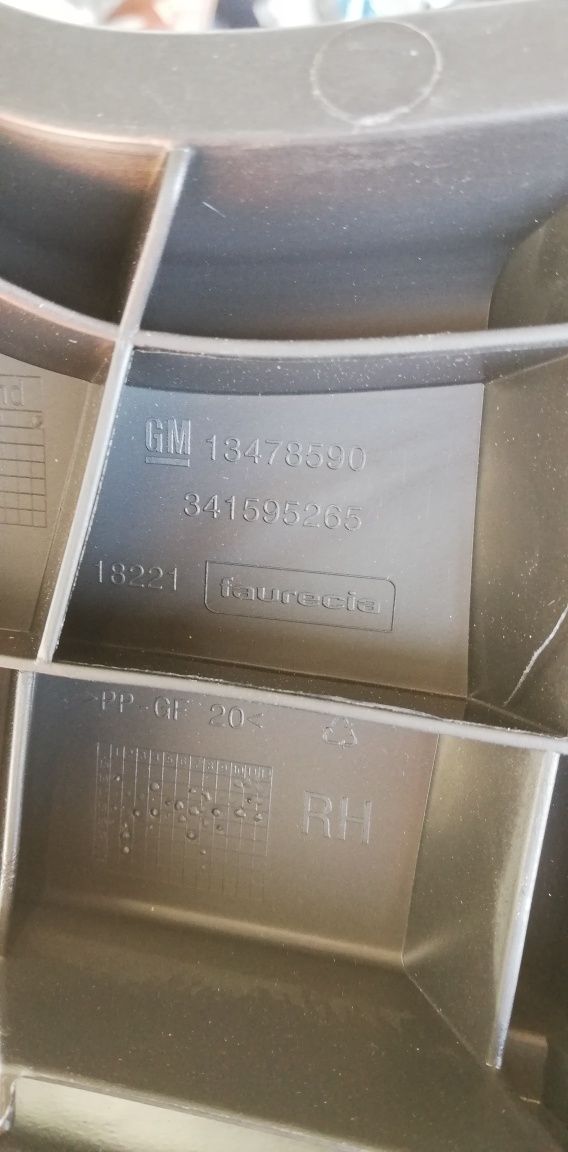 GM 13478590
341595265
18221 faurecia
>PP-GF 20<
RH